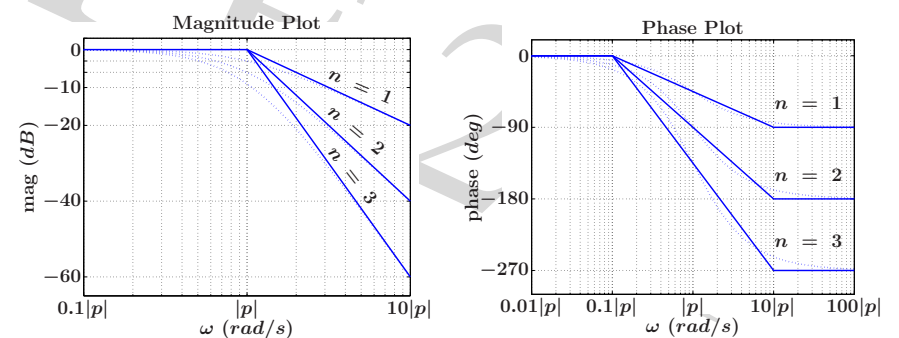 Magnitude Plot
0
−10
−20
−40
−60
mag (dB)
n = 1
n = 2
n = 3
0.1|p|
|p|
10|p|
ω (rad/s)
Phase Plot
0
−90
−180
−270
phase (deg)
n = 1
n = 2
n = 3
0.01|p|
0.1|p|
|p|
10|p|
100|p|
ω (rad/s)